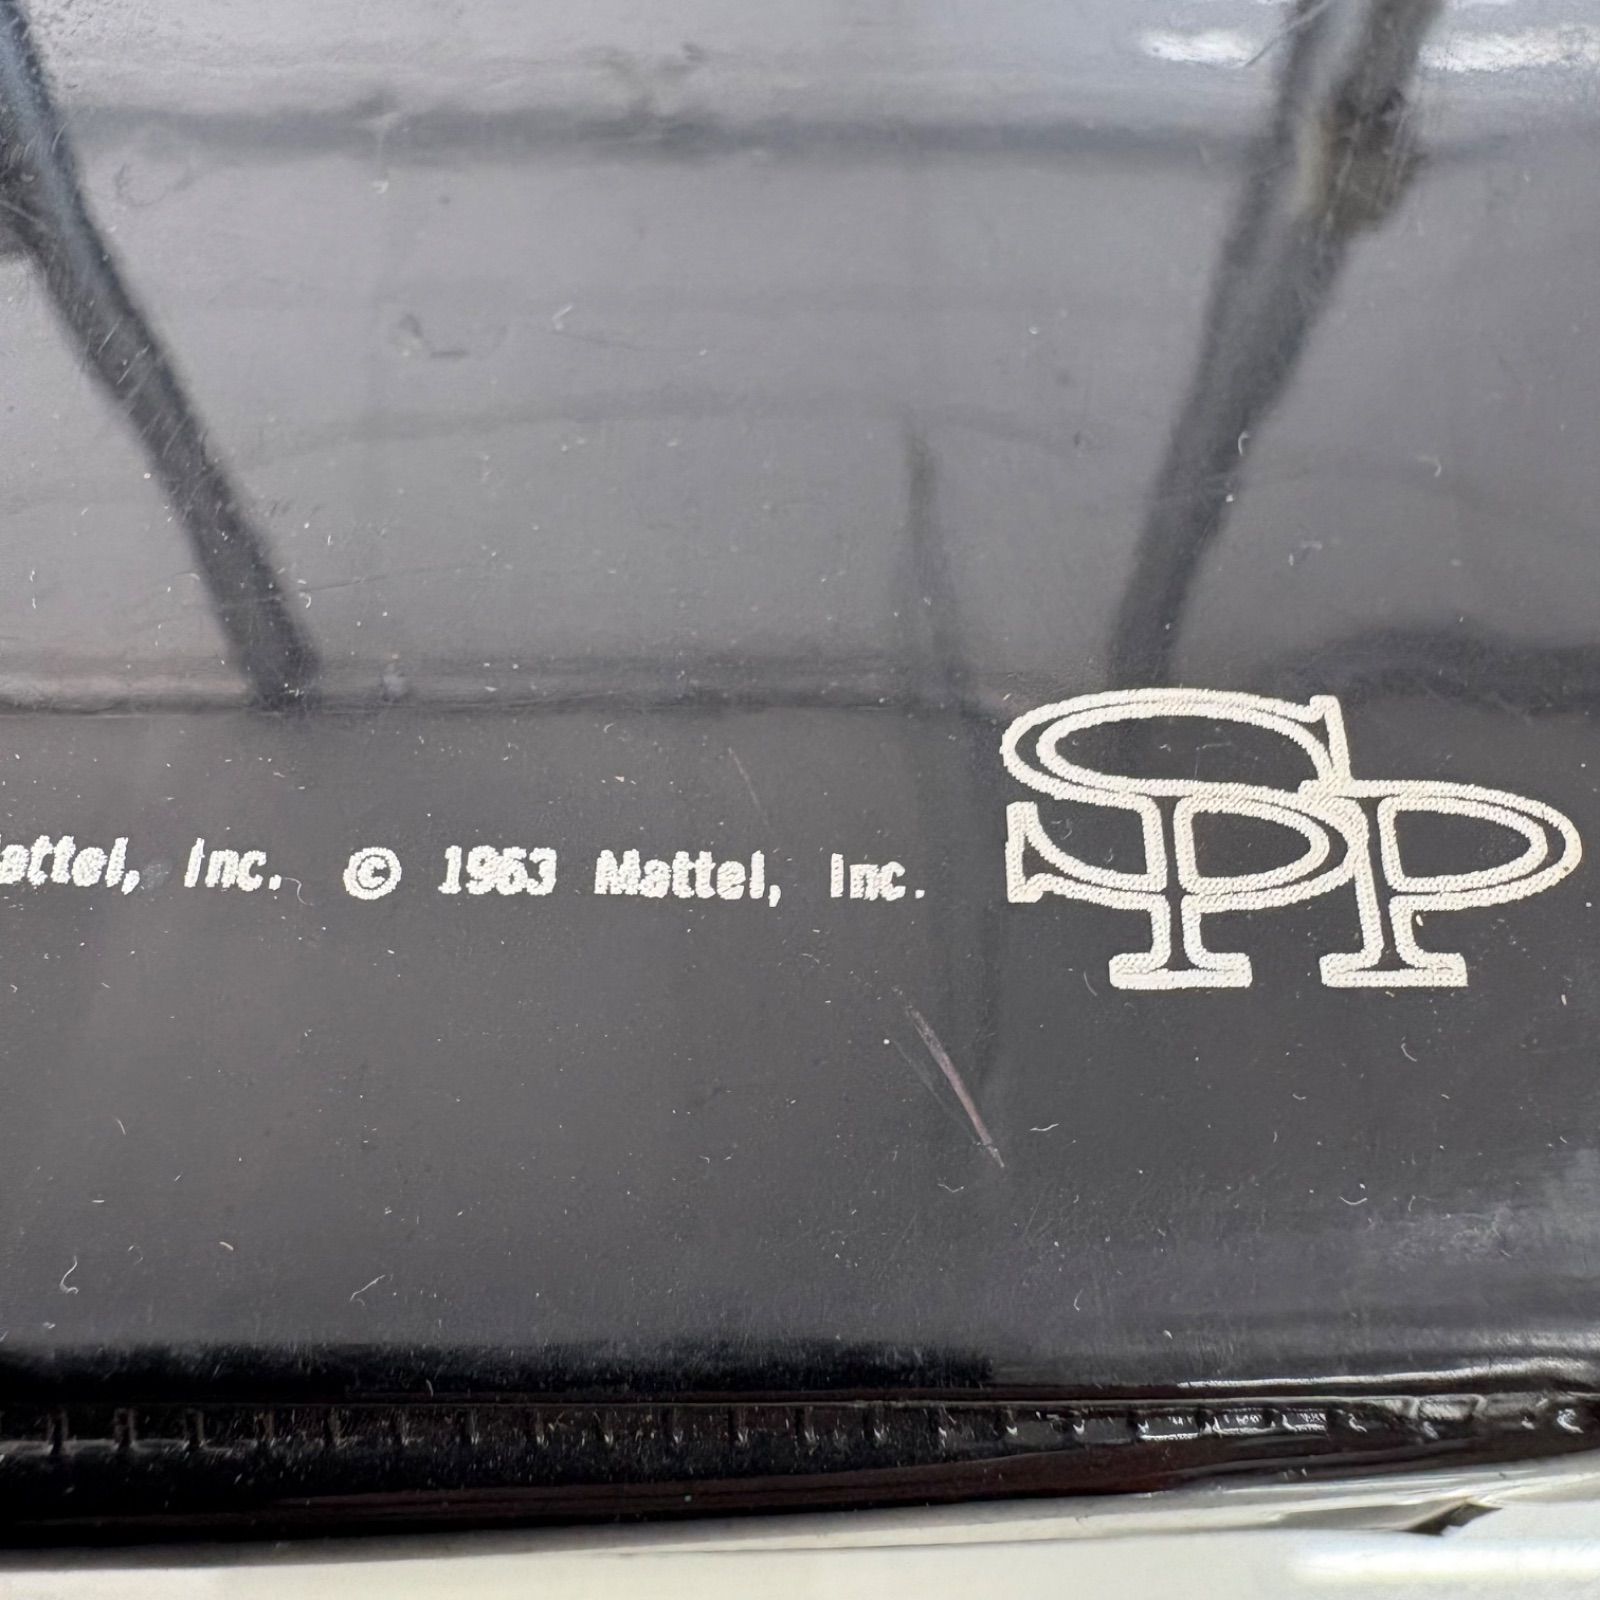 attel, Inc. © 1963 Mattel, Inc. SPP